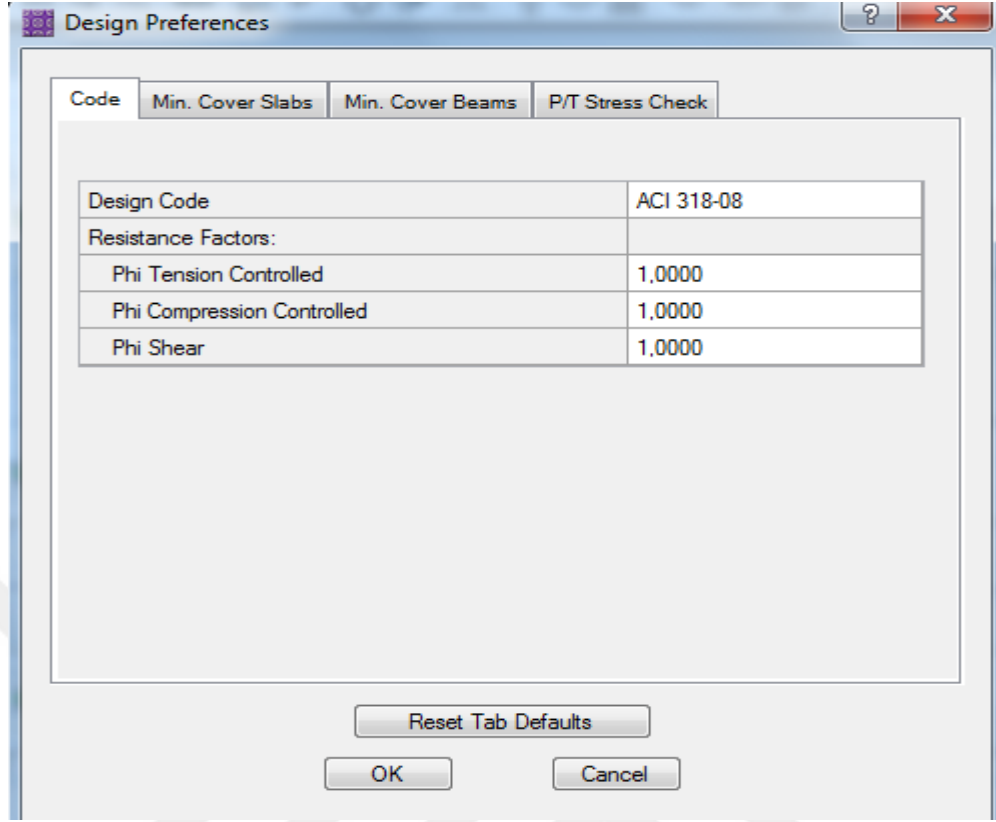 Design Preferences
Code Min. Cover Slabs Min. Cover Beams P/T Stress Check
Design Code ACI 318-08
Resistance Factors:
Phi Tension Controlled 1,0000
Phi Compression Controlled 1,0000
Phi Shear 1,0000
Reset Tab Defaults
OK Cancel